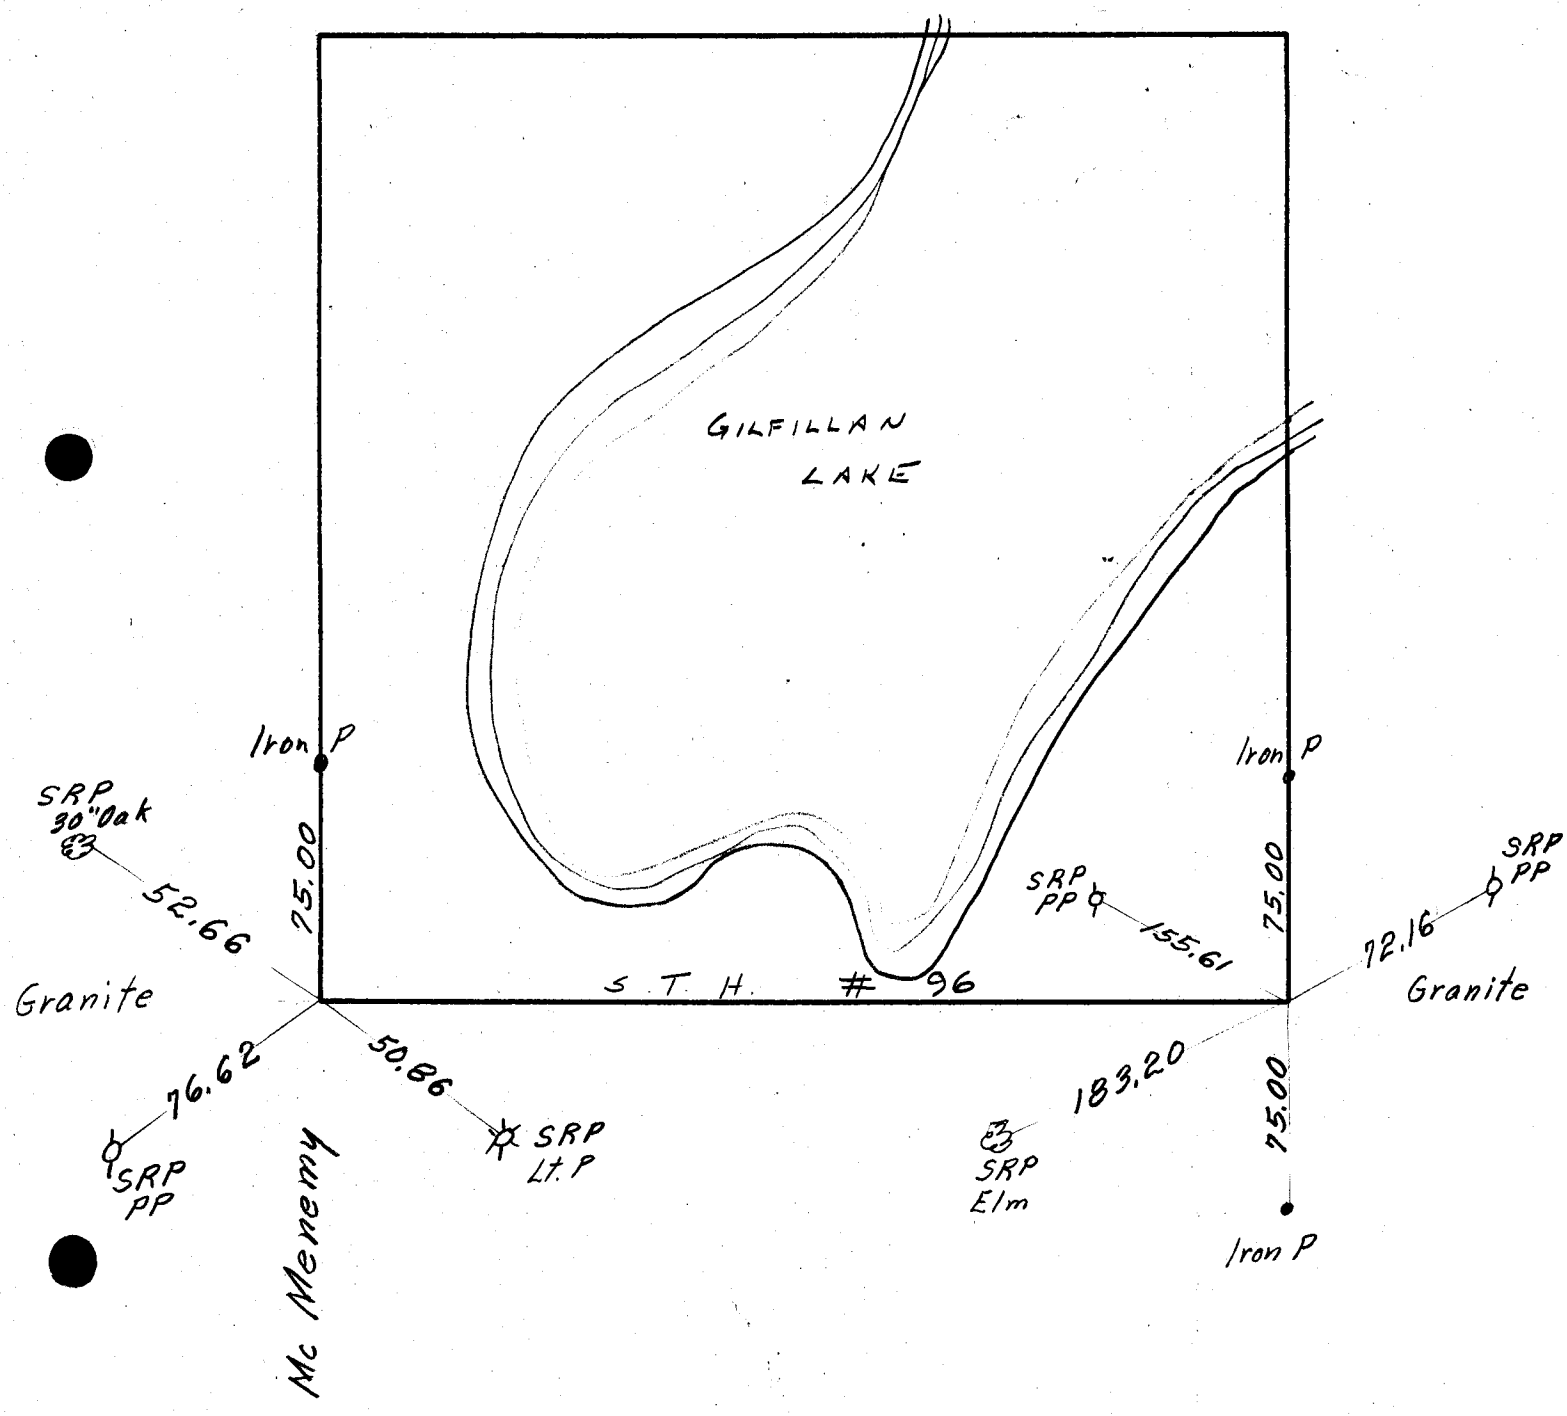 GILFILLAN
LAKE
Iron P
Iron P
SRP
30" Oak
52.66
75.00
SRP
PP
155.61
75.00
SRP
PP
72.16
Granite
S. T. H. # 96
Granite
76.62
50.86
183.20
75.00
SRP
PP
SRP
Lt. P
SRP
Elm
Iron P
Mc Menemy